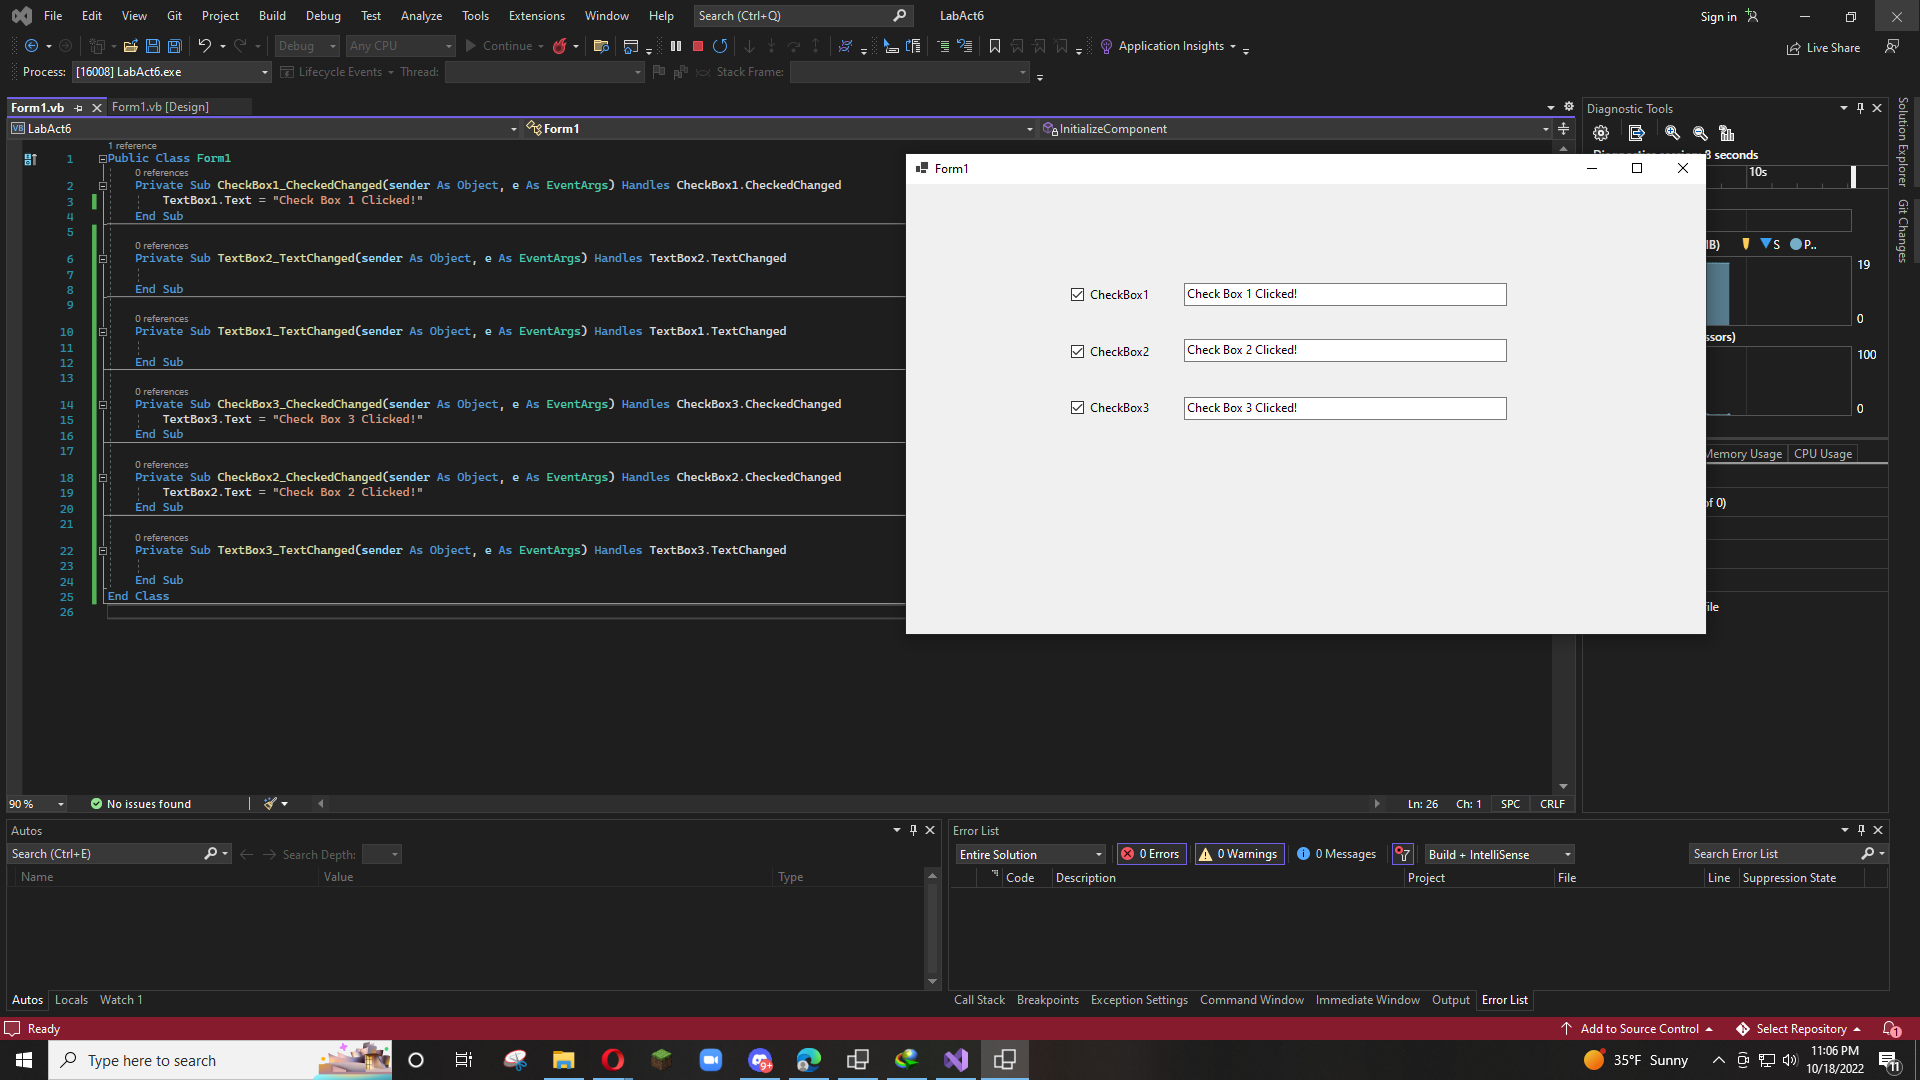 File Edit View Git Project Build Debug Test Analyze Tools Extensions Window Help Search (Ctrl+Q) LabAct6 Sign in
Debug Any CPU Continue Application Insights Live Share
Process: [16008] LabAct6.exe Lifecycle Events Thread: Stack Frame:
Form1.vb Form1.vb [Design]
LabAct6 Form1 InitializeComponent
1 reference
1 Public Class Form1
0 references
2 Private Sub CheckBox1_CheckedChanged(sender As Object, e As EventArgs) Handles CheckBox1.CheckedChanged
3 TextBox1.Text = "Check Box 1 Clicked!"
4 End Sub
5
0 references
6 Private Sub TextBox2_TextChanged(sender As Object, e As EventArgs) Handles TextBox2.TextChanged
7
8 End Sub
9
0 references
10 Private Sub TextBox1_TextChanged(sender As Object, e As EventArgs) Handles TextBox1.TextChanged
11
12 End Sub
13
0 references
14 Private Sub CheckBox3_CheckedChanged(sender As Object, e As EventArgs) Handles CheckBox3.CheckedChanged
15 TextBox3.Text = "Check Box 3 Clicked!"
16 End Sub
17
0 references
18 Private Sub CheckBox2_CheckedChanged(sender As Object, e As EventArgs) Handles CheckBox2.CheckedChanged
19 TextBox2.Text = "Check Box 2 Clicked!"
20 End Sub
21
0 references
22 Private Sub TextBox3_TextChanged(sender As Object, e As EventArgs) Handles TextBox3.TextChanged
23
24 End Sub
25 End Class
26
Form1
CheckBox1 Check Box 1 Clicked!
CheckBox2 Check Box 2 Clicked!
CheckBox3 Check Box 3 Clicked!
Diagnostic Tools
8 seconds
10s
S P..
19
0
100
0
Memory Usage CPU Usage
of 0)
Solution Explorer
Git Changes
90 % No issues found Ln: 26 Ch: 1 SPC CRLF
Autos
Search (Ctrl+E) Search Depth:
Name Value Type
Autos Locals Watch 1
Error List
Entire Solution 0 Errors 0 Warnings 0 Messages Build + IntelliSense Search Error List
Code Description Project File Line Suppression State
Call Stack Breakpoints Exception Settings Command Window Immediate Window Output Error List
Ready Add to Source Control Select Repository 1
Type here to search 9+ 35°F Sunny 11:06 PM
10/18/2022 11